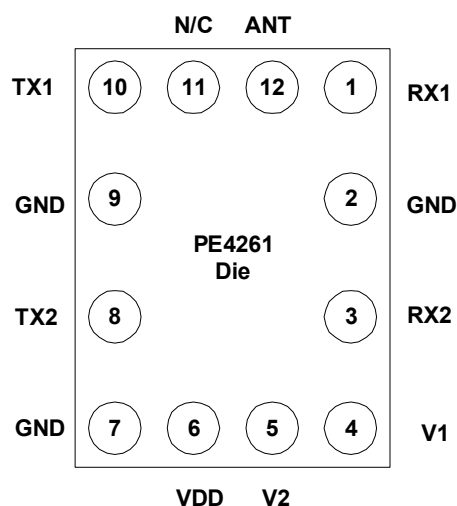 N/C ANT
TX1 10 11 12 1 RX1
GND 9 2 GND
PE4261
Die
TX2 8 3 RX2
GND 7 6 5 4 V1
VDD V2